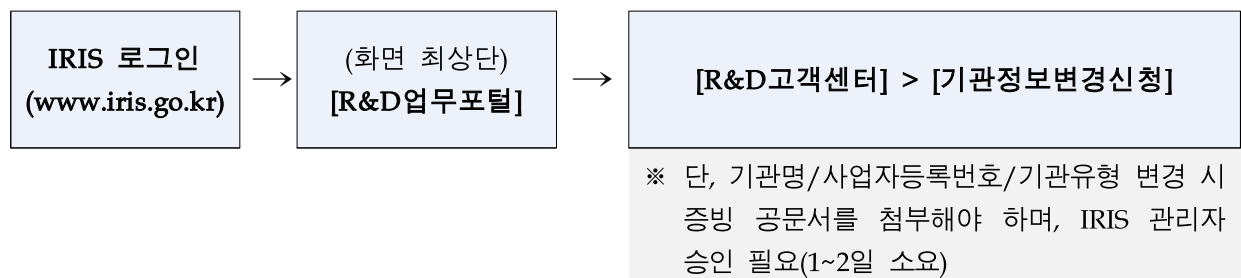 IRIS 로그인
(www.iris.go.kr)
→
(화면 최상단)
[R&D업무포털]
→
[R&D고객센터] > [기관정보변경신청]
※ 단, 기관명/사업자등록번호/기관유형 변경 시
증빙 공문서를 첨부해야 하며, IRIS 관리자
승인 필요(1~2일 소요)